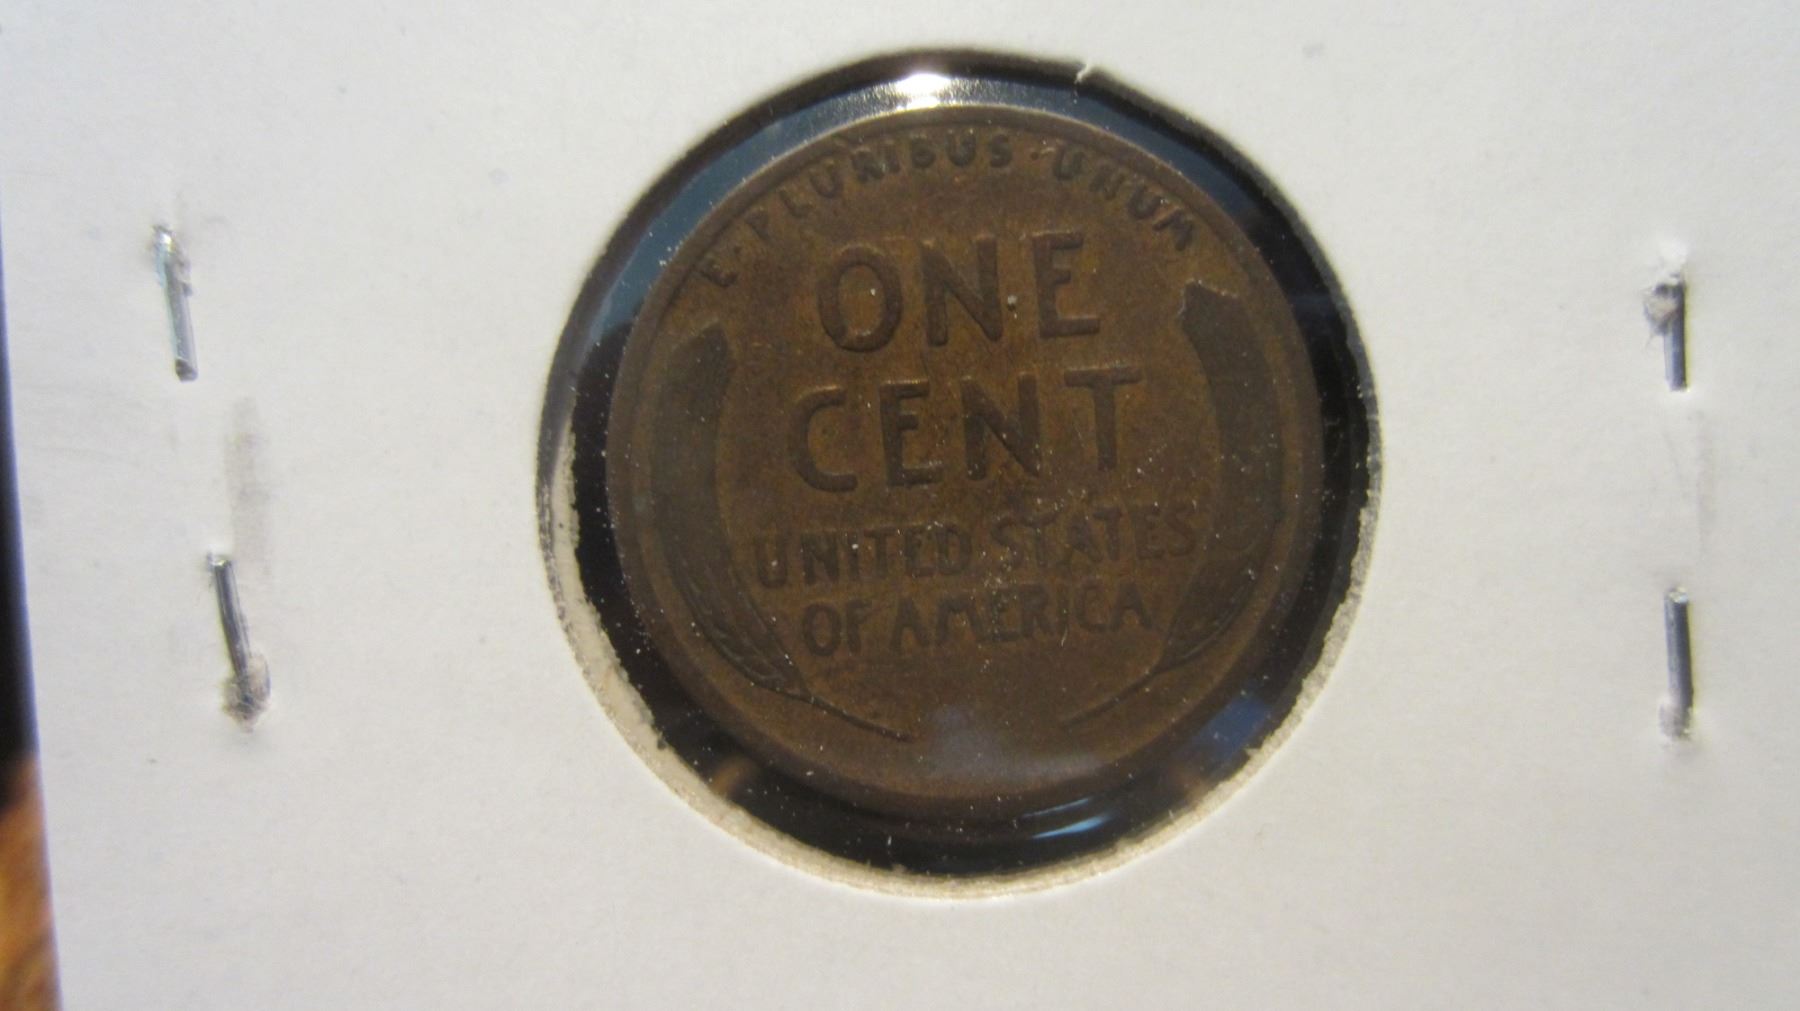 E · PLURIBUS · UNUM
ONE
CENT
UNITED STATES
OF AMERICA